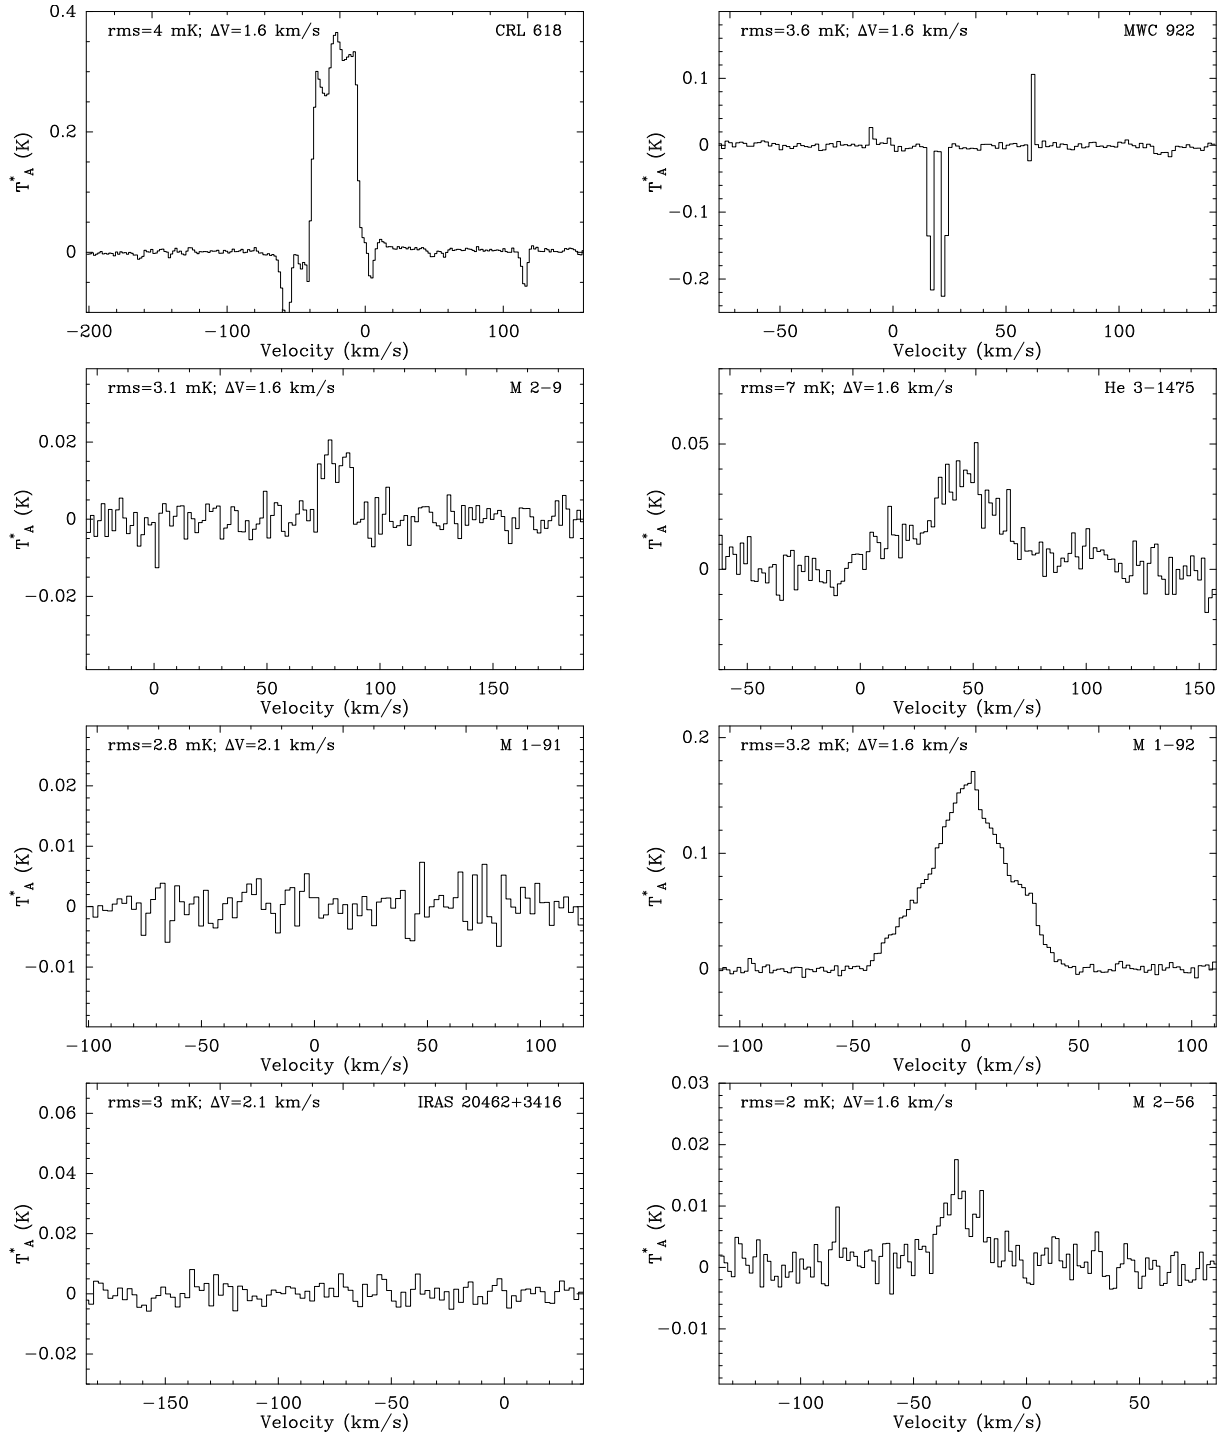 rms=4 mK; ΔV=1.6 km/s CRL 618
0.4
0.2
0
T*A (K)
−200 −100 0 100
Velocity (km/s)
rms=3.6 mK; ΔV=1.6 km/s MWC 922
0.1
0
−0.1
−0.2
T*A (K)
−50 0 50 100
Velocity (km/s)
rms=3.1 mK; ΔV=1.6 km/s M 2−9
0.02
0
−0.02
T*A (K)
0 50 100 150
Velocity (km/s)
rms=7 mK; ΔV=1.6 km/s He 3−1475
0.05
0
T*A (K)
−50 0 50 100 150
Velocity (km/s)
rms=2.8 mK; ΔV=2.1 km/s M 1−91
0.02
0.01
0
−0.01
T*A (K)
−100 −50 0 50 100
Velocity (km/s)
rms=3.2 mK; ΔV=1.6 km/s M 1−92
0.2
0.1
0
T*A (K)
−100 −50 0 50 100
Velocity (km/s)
rms=3 mK; ΔV=2.1 km/s IRAS 20462+3416
0.06
0.04
0.02
0
−0.02
T*A (K)
−150 −100 −50 0
Velocity (km/s)
rms=2 mK; ΔV=1.6 km/s M 2−56
0.03
0.02
0.01
0
−0.01
T*A (K)
−100 −50 0 50
Velocity (km/s)